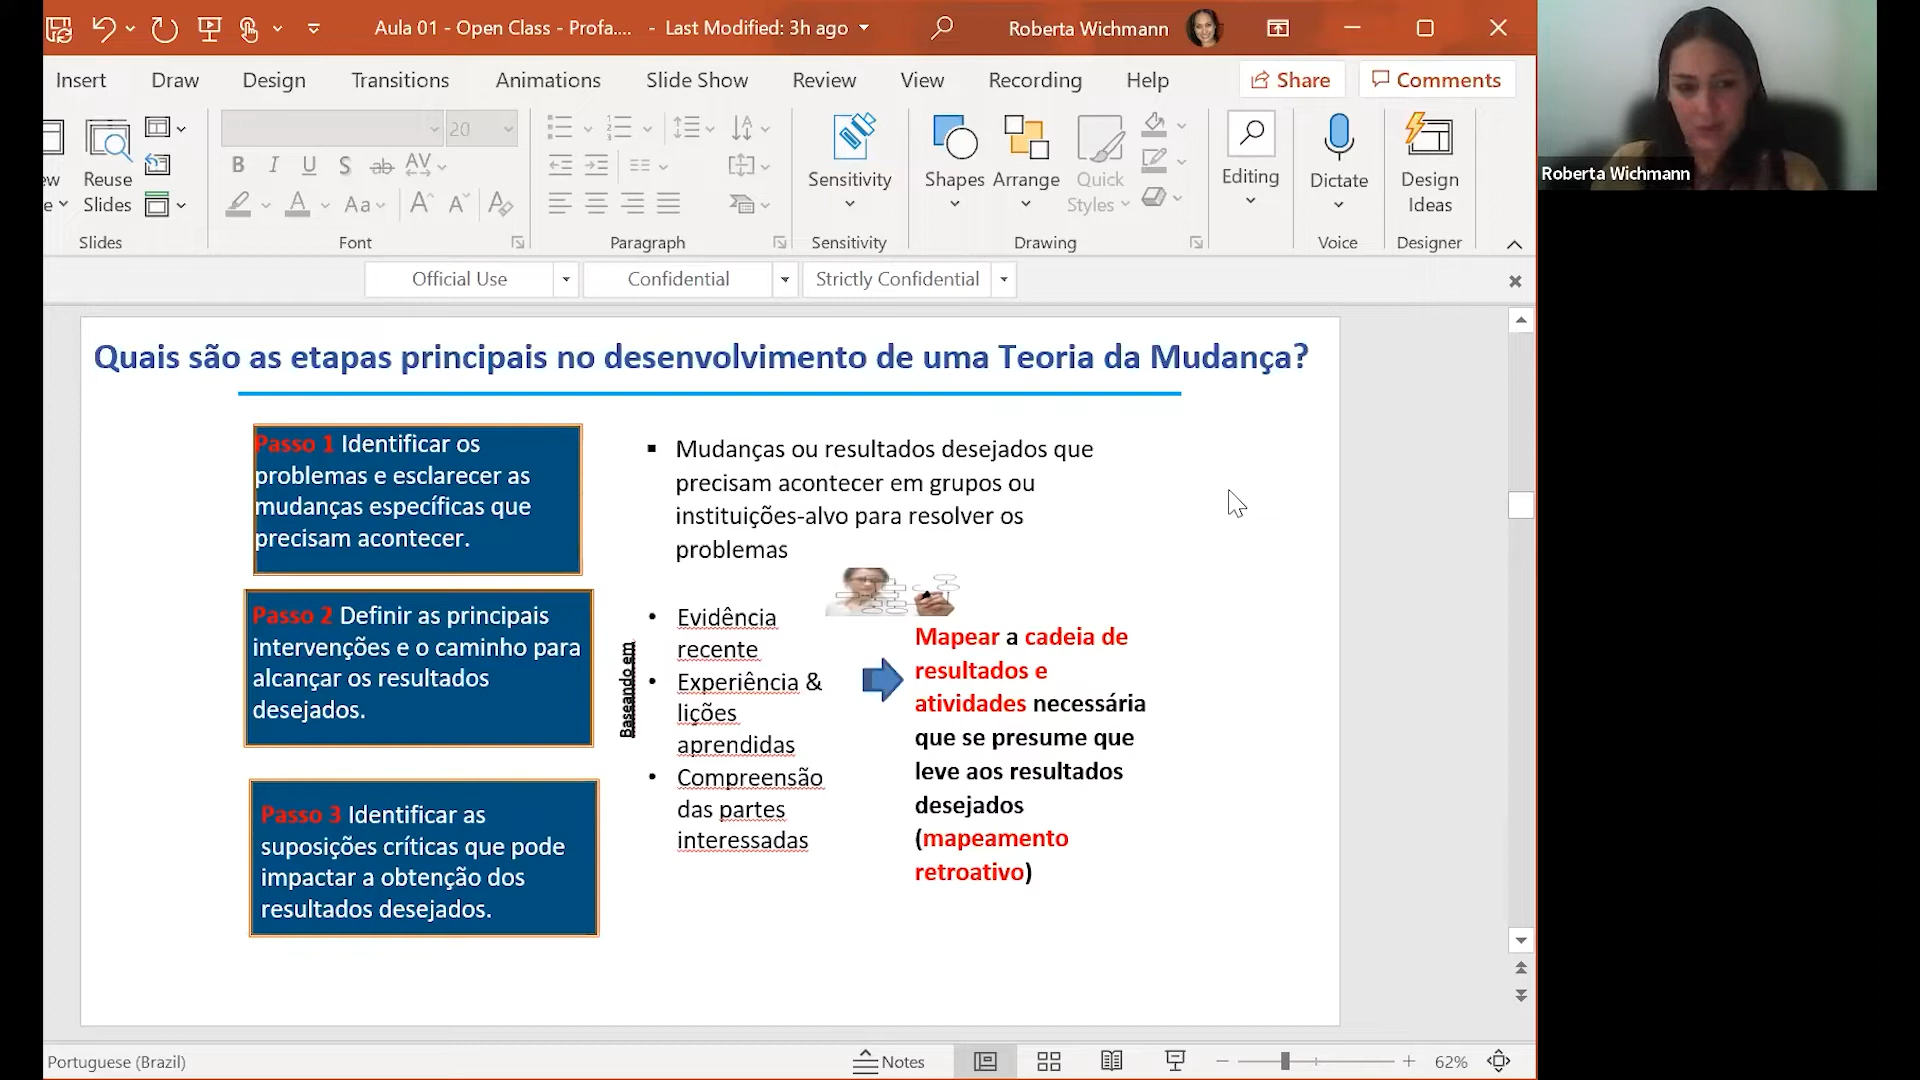 Aula 01 - Open Class - Profa.... - Last Modified: 3h ago
Roberta Wichmann
Insert Draw Design Transitions Animations Slide Show Review View Recording Help Share Comments
20
Reuse
Slides
Sensitivity
Shapes
Arrange
Quick
Styles
Editing
Dictate
Design
Ideas
Slides Font Paragraph Sensitivity Drawing Voice Designer
Official Use Confidential Strictly Confidential
Quais são as etapas principais no desenvolvimento de uma Teoria da Mudança?
Passo 1 Identificar os
problemas e esclarecer as
mudanças específicas que
precisam acontecer.
Mudanças ou resultados desejados que
precisam acontecer em grupos ou
instituições-alvo para resolver os
problemas
Passo 2 Definir as principais
intervenções e o caminho para
alcançar os resultados
desejados.
Baseando em
Evidência
recente
Experiência &
lições
aprendidas
Compreensão
das partes
interessadas
Mapear a cadeia de
resultados e
atividades necessária
que se presume que
leve aos resultados
desejados
(mapeamento
retroativo)
Passo 3 Identificar as
suposições críticas que pode
impactar a obtenção dos
resultados desejados.
Portuguese (Brazil)
Notes
62%
Roberta Wichmann